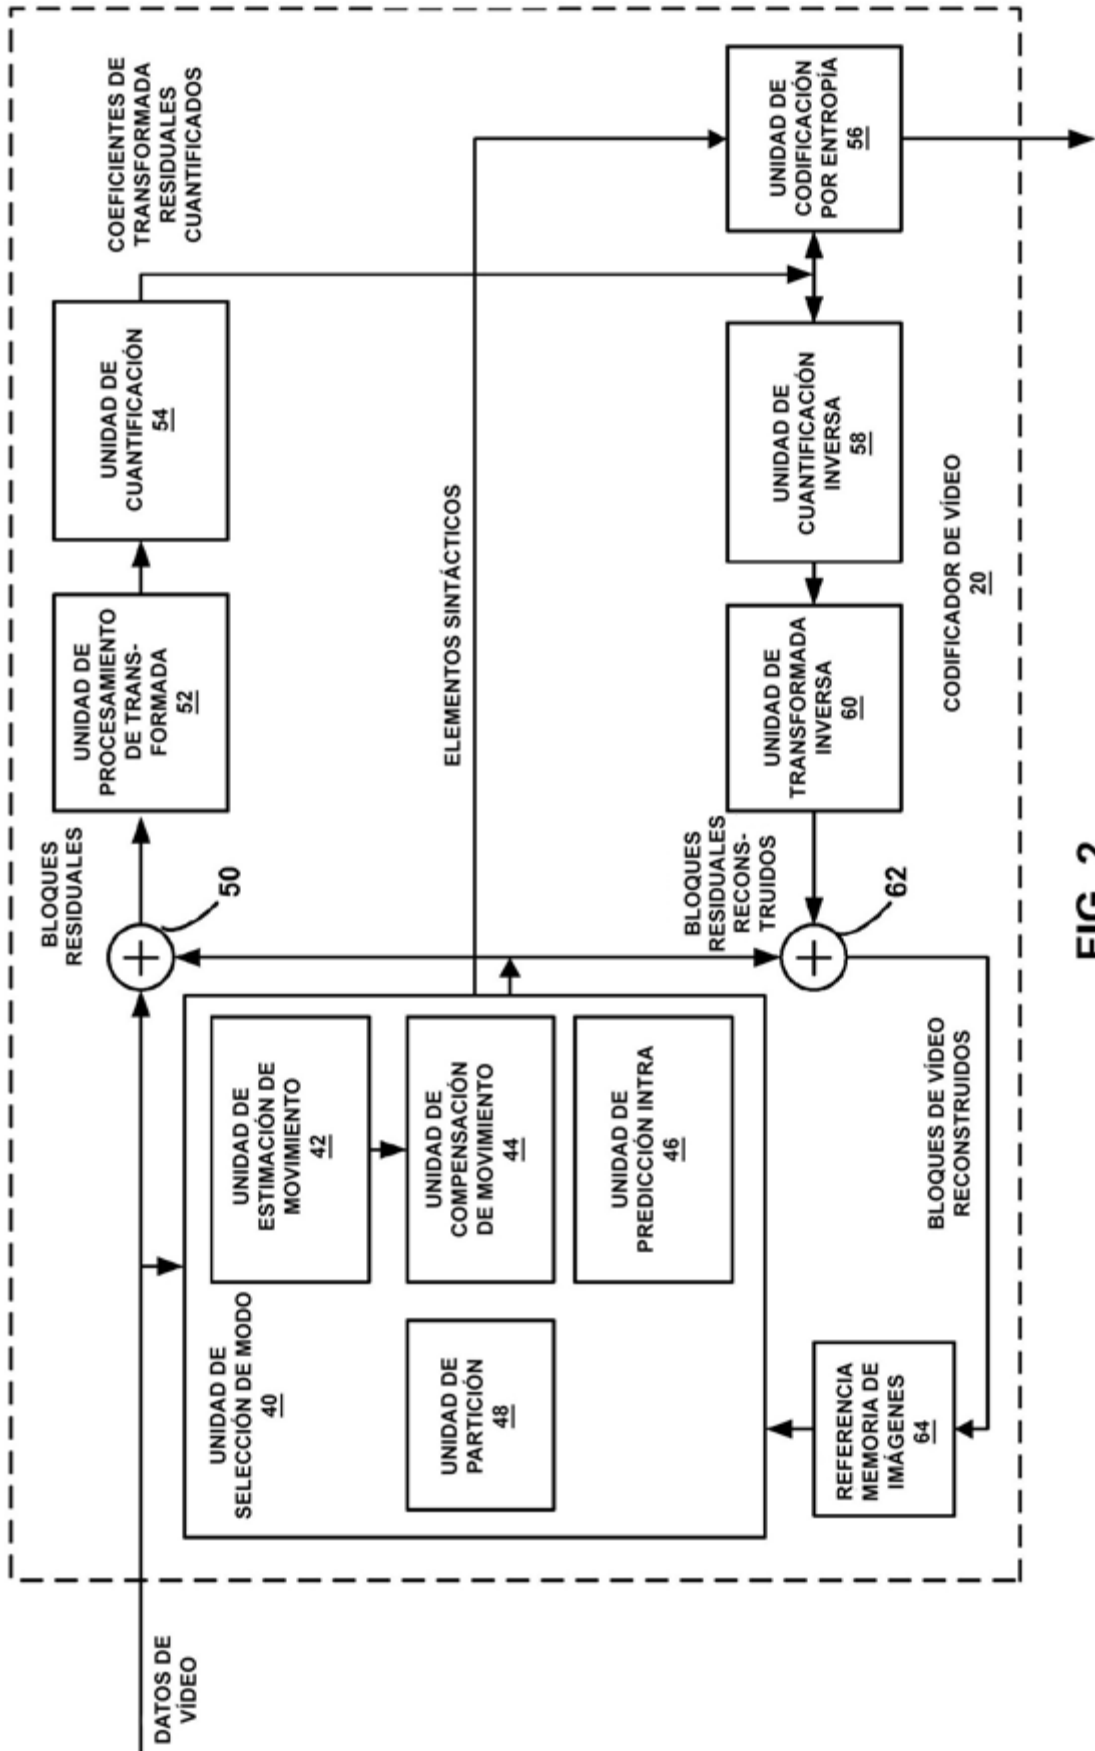 DATOS DE
VÍDEO
UNIDAD DE
SELECCIÓN DE MODO
40
UNIDAD DE
PARTICIÓN
48
UNIDAD DE
ESTIMACIÓN DE
MOVIMIENTO
42
UNIDAD DE
COMPENSACIÓN
DE MOVIMIENTO
44
UNIDAD DE
PREDICCIÓN INTRA
46
REFERENCIA
MEMORIA DE
IMÁGENES
64
BLOQUES DE VÍDEO
RECONSTRUIDOS
BLOQUES
RESIDUALES
50
UNIDAD DE
PROCESAMIENTO
DE TRANS-
FORMADA
52
UNIDAD DE
CUANTIFICACIÓN
54
COEFICIENTES DE
TRANSFORMADA
RESIDUALES
CUANTIFICADOS
ELEMENTOS SINTÁCTICOS
BLOQUES
RESIDUALES
RECONS-
TRUIDOS
62
UNIDAD DE
TRANSFORMADA
INVERSA
60
UNIDAD DE
CUANTIFICACIÓN
INVERSA
58
UNIDAD DE
CODIFICACIÓN
POR ENTROPÍA
56
CODIFICADOR DE VÍDEO
20
FIG. 2